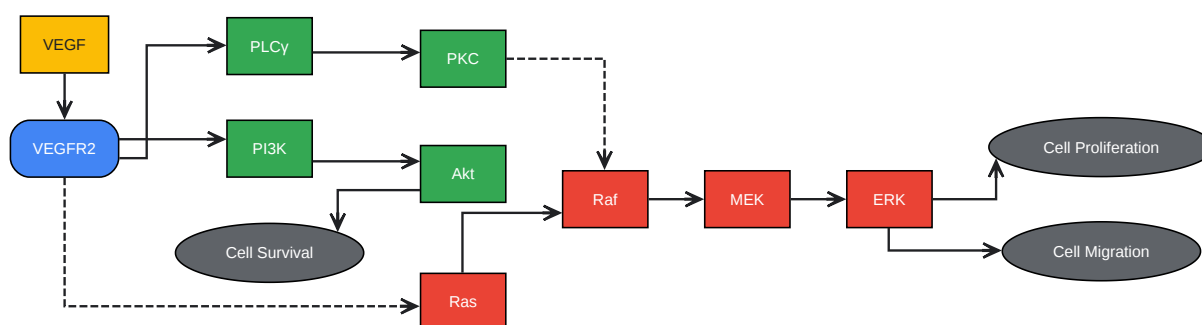 VEGF
PLCγ
PKC
VEGFR2
PI3K
Akt
Cell Proliferation
Raf
MEK
ERK
Cell Survival
Cell Migration
Ras